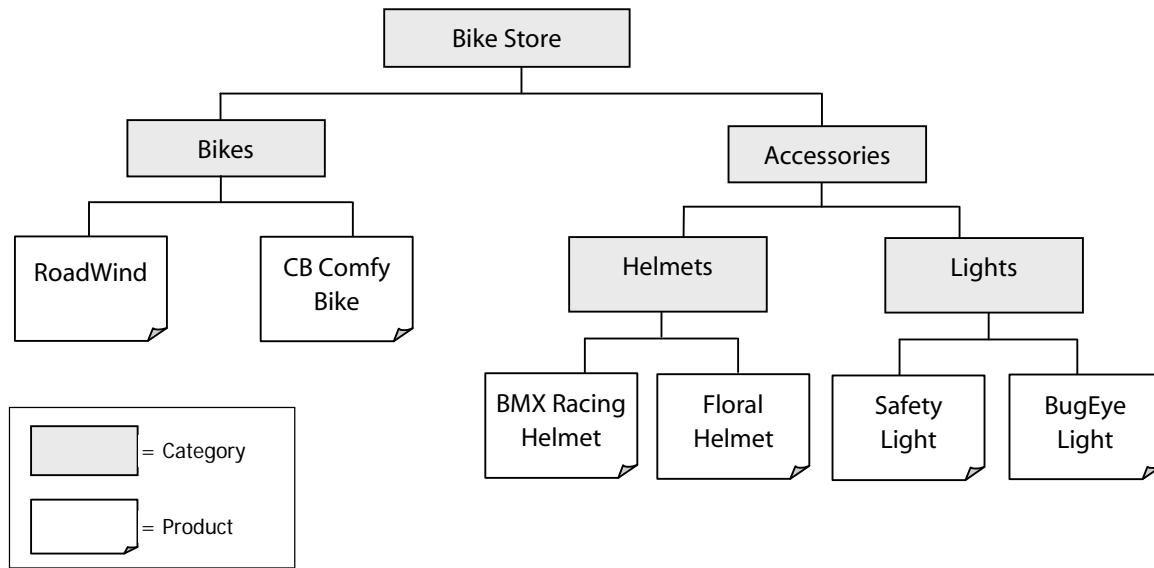 Bike Store
Bikes
Accessories
RoadWind
CB Comfy
Bike
Helmets
Lights
BMX Racing
Helmet
Floral
Helmet
Safety
Light
BugEye
Light
= Category
= Product